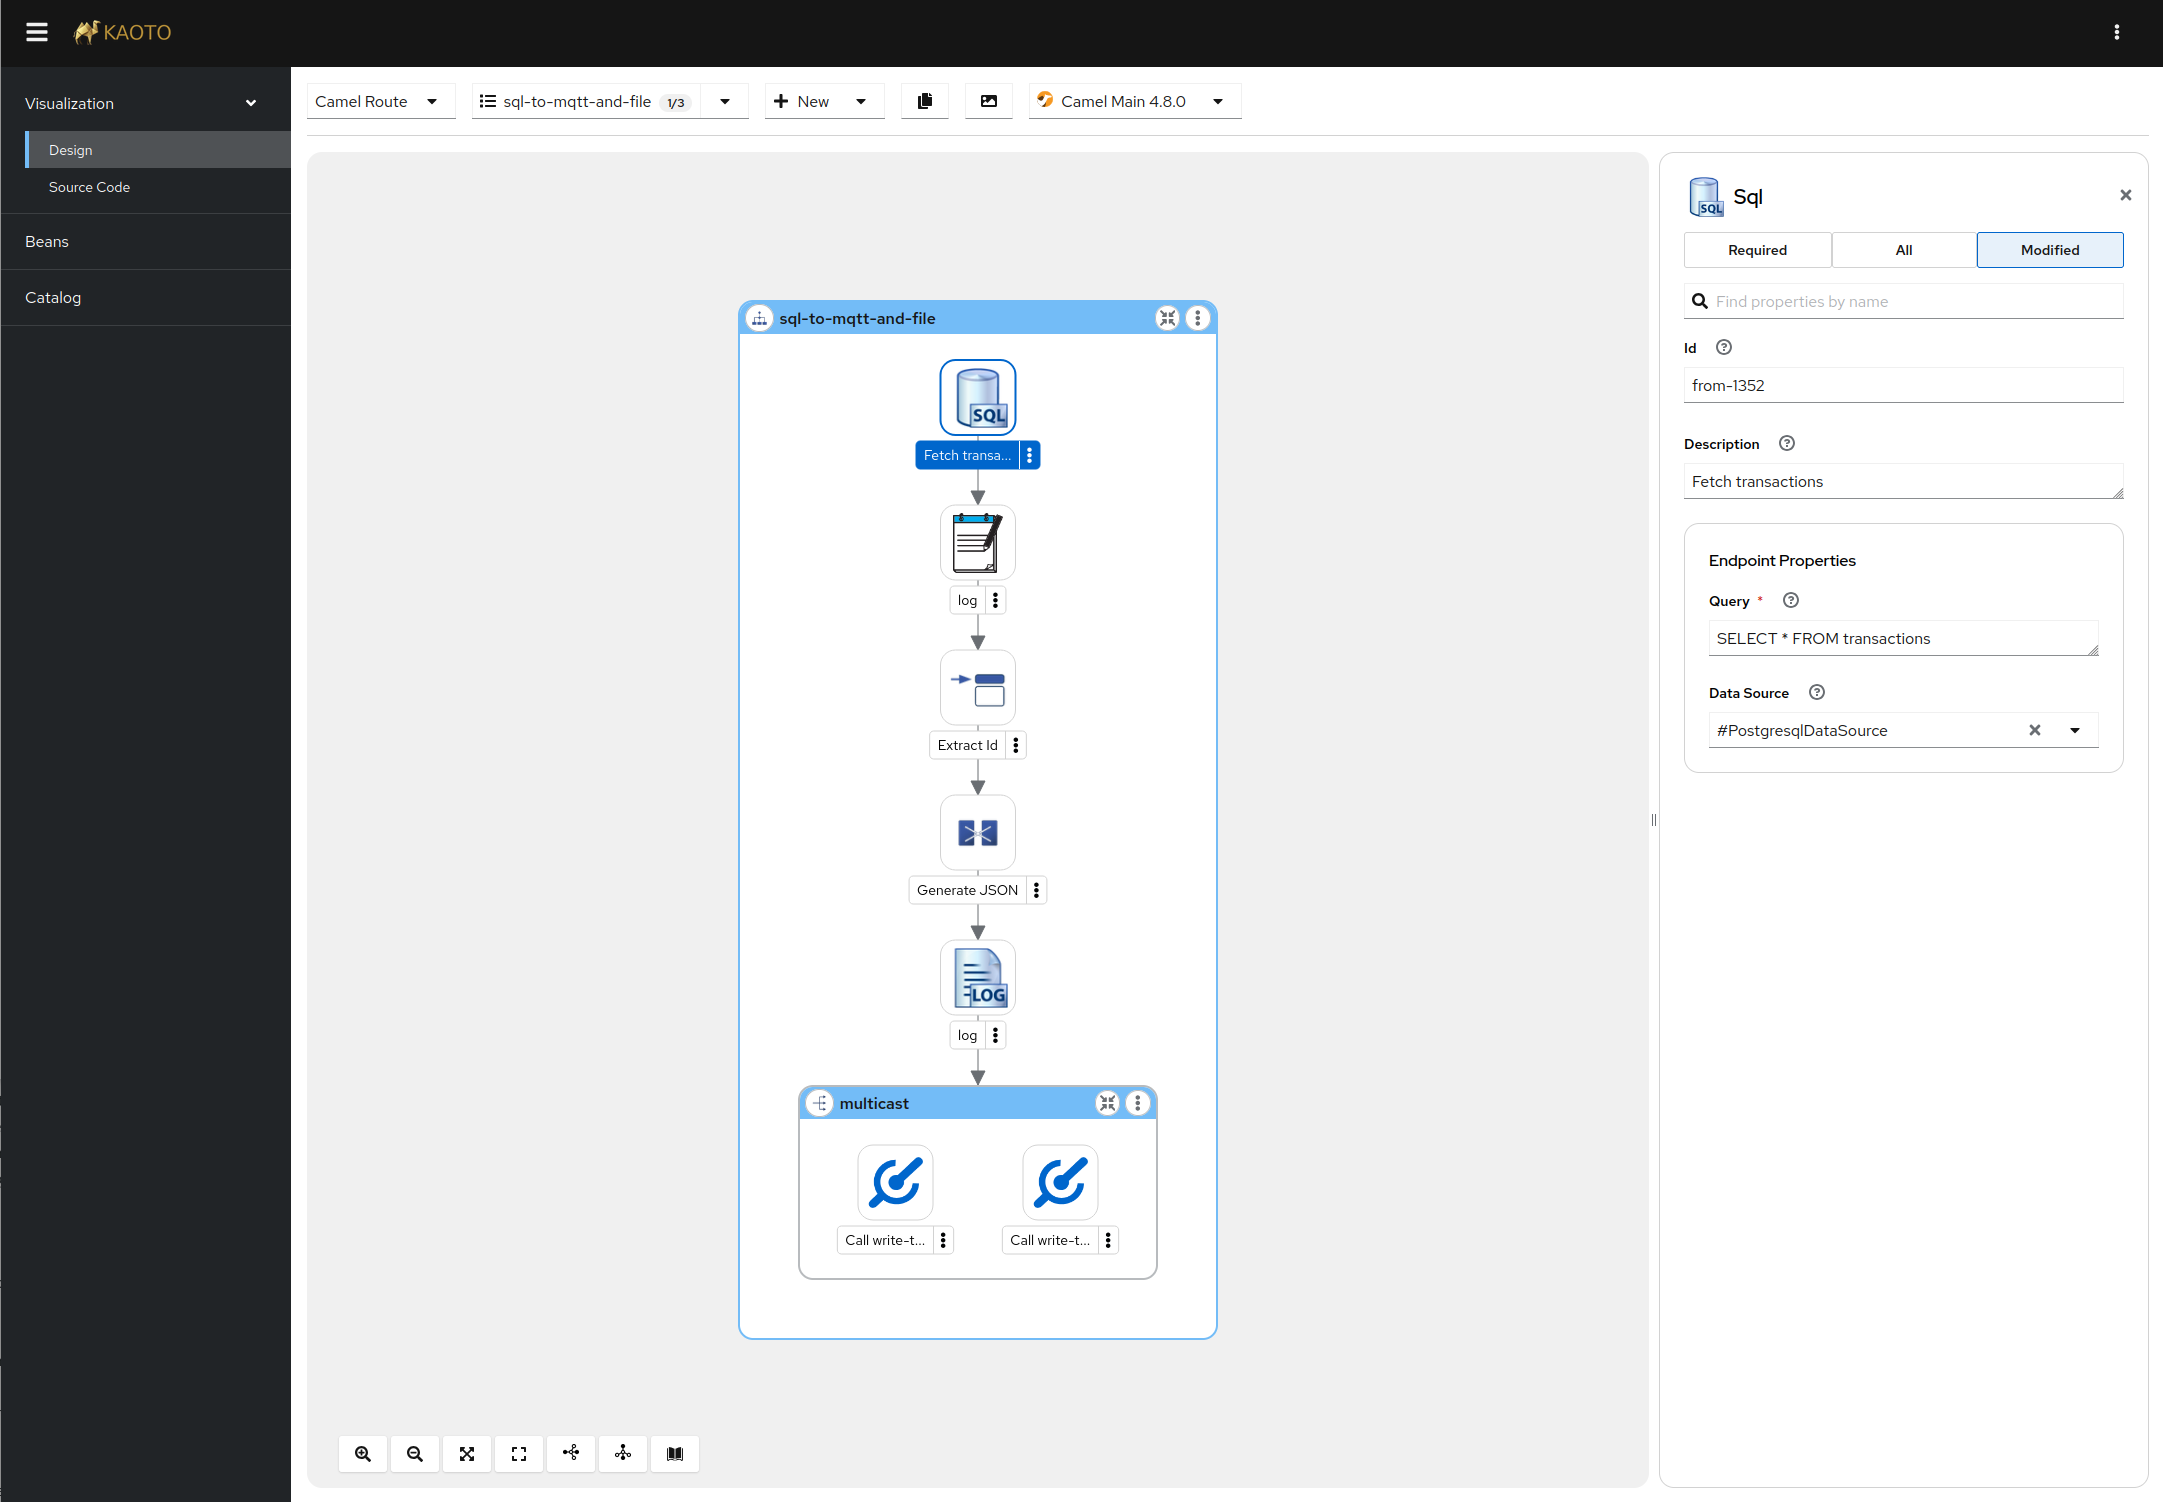 KAOTO
Visualization
Design
Source Code
Beans
Catalog
Camel Route
sql-to-mqtt-and-file 1/3
New
Camel Main 4.8.0
sql-to-mqtt-and-file
SQL
Fetch transa...
log
Extract Id
Generate JSON
LOG
log
multicast
Call write-t...
Call write-t...
SQL
Sql
Required
All
Modified
Find properties by name
Id
from-1352
Description
Fetch transactions
Endpoint Properties
Query *
SELECT * FROM transactions
Data Source
#PostgresqlDataSource